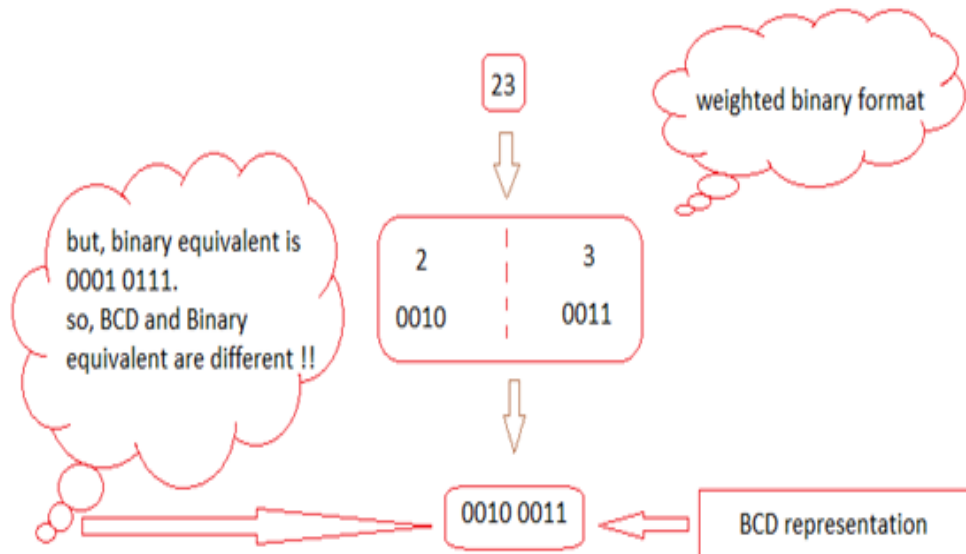 23
weighted binary format
but, binary equivalent is
0001 0111.
so, BCD and Binary
equivalent are different !!
2 3
0010 0011
0010 0011
BCD representation